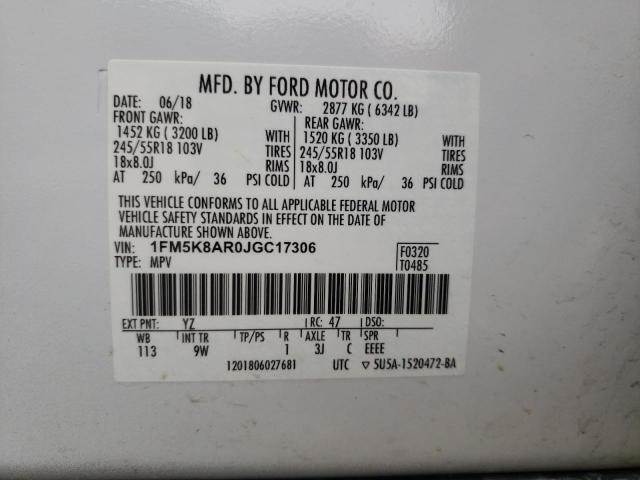 MFD. BY FORD MOTOR CO.
DATE: 06/18 GVWR: 2877 KG ( 6342 LB)
FRONT GAWR: REAR GAWR:
1452 KG ( 3200 LB) WITH 1520 KG ( 3350 LB) WITH
245/55R18 103V TIRES 245/55R18 103V TIRES
18x8.0J RIMS 18x8.0J RIMS
AT 250 kPa/ 36 PSI COLD AT 250 kPa/ 36 PSI COLD
THIS VEHICLE CONFORMS TO ALL APPLICABLE FEDERAL MOTOR
VEHICLE SAFETY STANDARDS IN EFFECT ON THE DATE OF
MANUFACTURE SHOWN ABOVE.
VIN: 1FM5K8AR0JGC17306 F0320
TYPE: MPV T0485
EXT PNT: YZ RC: 47 DSO:
WB INT TR TP/PS R AXLE TR SPR
113 9W 1 3J C EEEE
1201806027681 UTC ▽ 5U5A-1520472-BA